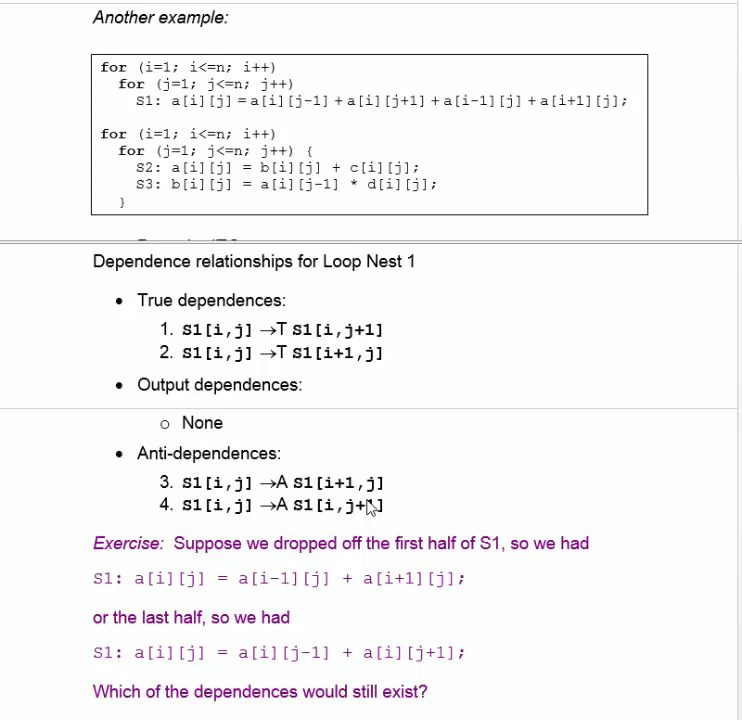 Another example:
for (i=1; i<=n; i++)
for (j=1; j<=n; j++)
S1: a[i][j] = a[i][j-1] + a[i][j+1] + a[i-1][j] + a[i+1][j];
for (i=1; i<=n; i++)
for (j=1; j<=n; j++) {
S2: a[i][j] = b[i][j] + c[i][j];
S3: b[i][j] = a[i][j-1] * d[i][j];
}
Dependence relationships for Loop Nest 1
• True dependences:
1. S1[i,j] →T S1[i,j+1]
2. S1[i,j] →T S1[i+1,j]
• Output dependences:
o None
• Anti-dependences:
3. S1[i,j] →A S1[i+1,j]
4. S1[i,j] →A S1[i,j+1]
Exercise: Suppose we dropped off the first half of S1, so we had
S1: a[i][j] = a[i-1][j] + a[i+1][j];
or the last half, so we had
S1: a[i][j] = a[i][j-1] + a[i][j+1];
Which of the dependences would still exist?